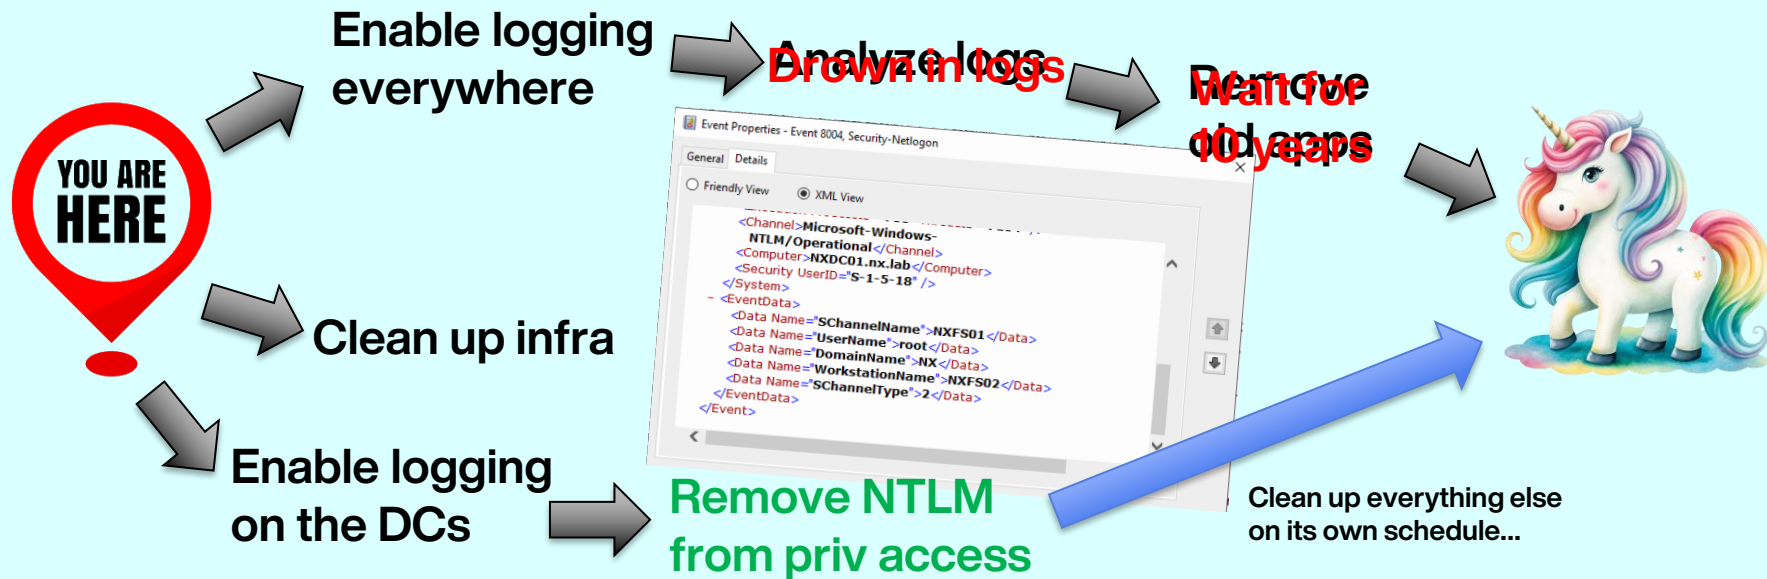 YOU ARE
HERE
Enable logging
everywhere
Analyze logs
Drown in logs
Remove
old apps
Wait for
10 years
Clean up infra
Enable logging
on the DCs
Remove NTLM
from priv access
Clean up everything else
on its own schedule...
Event Properties - Event 8004, Security-Netlogon
General Details
Friendly View XML View
<Channel>Microsoft-Windows-
NTLM/Operational</Channel>
<Computer>NXDC01.nx.lab</Computer>
<Security UserID="S-1-5-18" />
</System>
- <EventData>
<Data Name="SChannelName">NXFS01</Data>
<Data Name="UserName">root</Data>
<Data Name="DomainName">NX</Data>
<Data Name="WorkstationName">NXFS02</Data>
<Data Name="SChannelType">2</Data>
</EventData>
</Event>